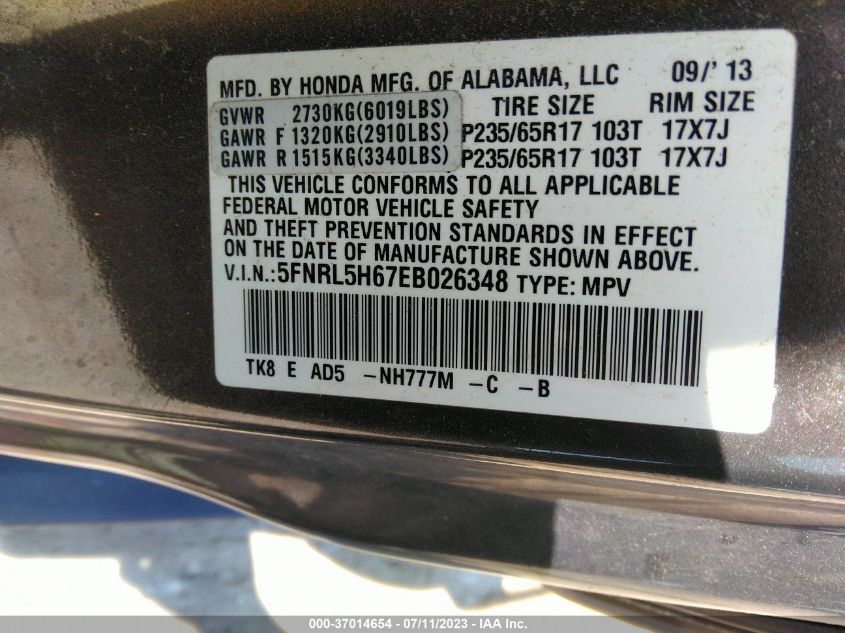 MFD. BY HONDA MFG. OF ALABAMA, LLC 09/' 13
GVWR 2730KG(6019LBS) TIRE SIZE RIM SIZE
GAWR F 1320KG(2910LBS) P235/65R17 103T 17X7J
GAWR R 1515KG(3340LBS) P235/65R17 103T 17X7J
THIS VEHICLE CONFORMS TO ALL APPLICABLE
FEDERAL MOTOR VEHICLE SAFETY
AND THEFT PREVENTION STANDARDS IN EFFECT
ON THE DATE OF MANUFACTURE SHOWN ABOVE.
V.I.N.:5FNRL5H67EB026348 TYPE: MPV
TK8 E AD5 -NH777M -C -B
000-37014654 - 07/11/2023 - IAA Inc.